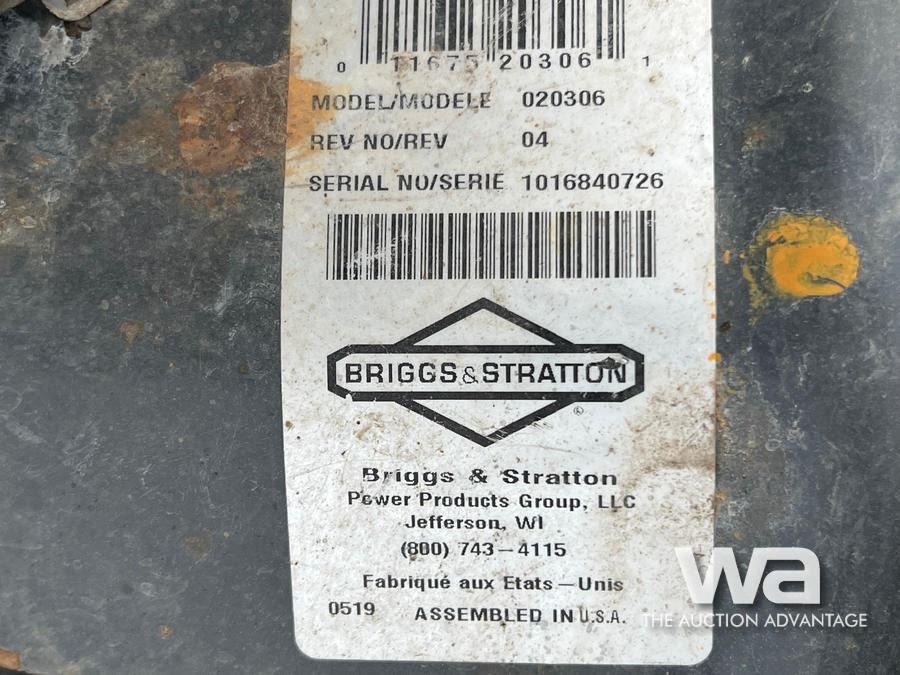 0 11675 20306 1
MODEL/MODELE 020306
REV NO/REV 04
SERIAL NO/SERIE 1016840726
BRIGGS & STRATTON
®
Briggs & Stratton
Power Products Group, LLC
Jefferson, WI
(800) 743-4115
Fabriqué aux Etats-Unis
0519 ASSEMBLED IN U.S.A.
wa
THE AUCTION ADVANTAGE